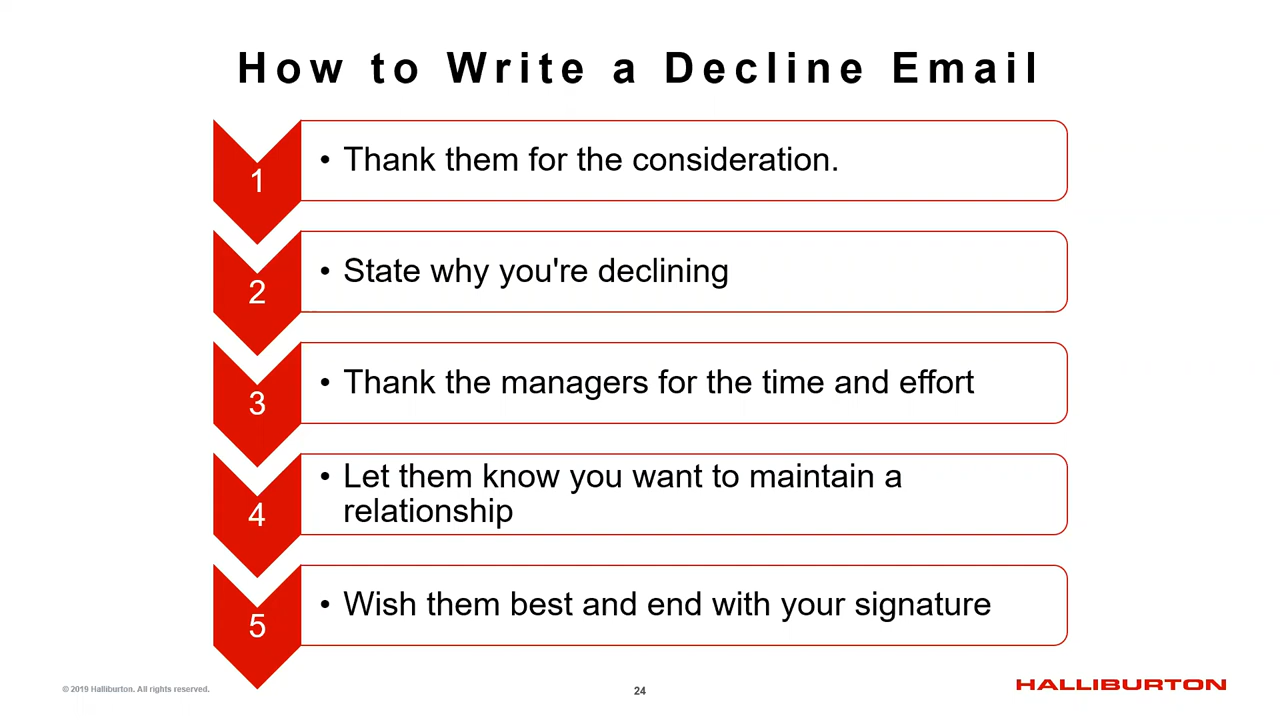 How to Write a Decline Email
1
• Thank them for the consideration.
2
• State why you're declining
3
• Thank the managers for the time and effort
4
• Let them know you want to maintain a
relationship
5
• Wish them best and end with your signature
© 2019 Halliburton. All rights reserved.
24
HALLIBURTON